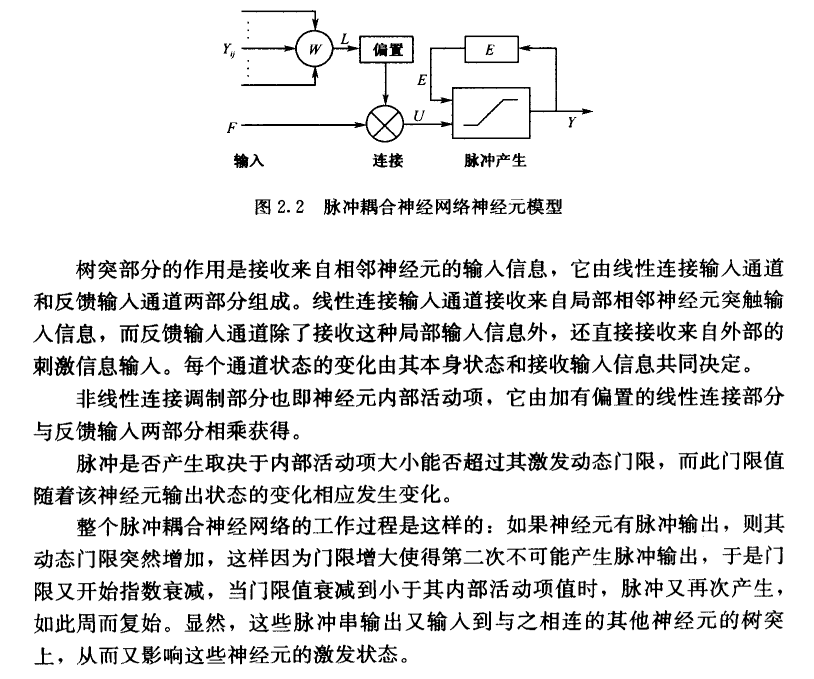 Y_ij
W
L
偏置
E
E
F
U
Y
输入
连接
脉冲产生
图 2.2 脉冲耦合神经网络神经元模型
树突部分的作用是接收来自相邻神经元的输入信息，它由线性连接输入通道
和反馈输入通道两部分组成。线性连接输入通道接收来自局部相邻神经元突触输
入信息，而反馈输入通道除了接收这种局部输入信息外，还直接接收来自外部的
刺激信息输入。每个通道状态的变化由其本身状态和接收输入信息共同决定。
非线性连接调制部分也即神经元内部活动项，它由加有偏置的线性连接部分
与反馈输入两部分相乘获得。
脉冲是否产生取决于内部活动项大小能否超过其激发动态门限，而此门限值
随着该神经元输出状态的变化相应发生变化。
整个脉冲耦合神经网络的工作过程是这样的：如果神经元有脉冲输出，则其
动态门限突然增加，这样因为门限增大使得第二次不可能产生脉冲输出，于是门
限又开始指数衰减，当门限值衰减到小于其内部活动项值时，脉冲又再次产生，
如此周而复始。显然，这些脉冲串输出又输入到与之相连的其他神经元的树突
上，从而又影响这些神经元的激发状态。